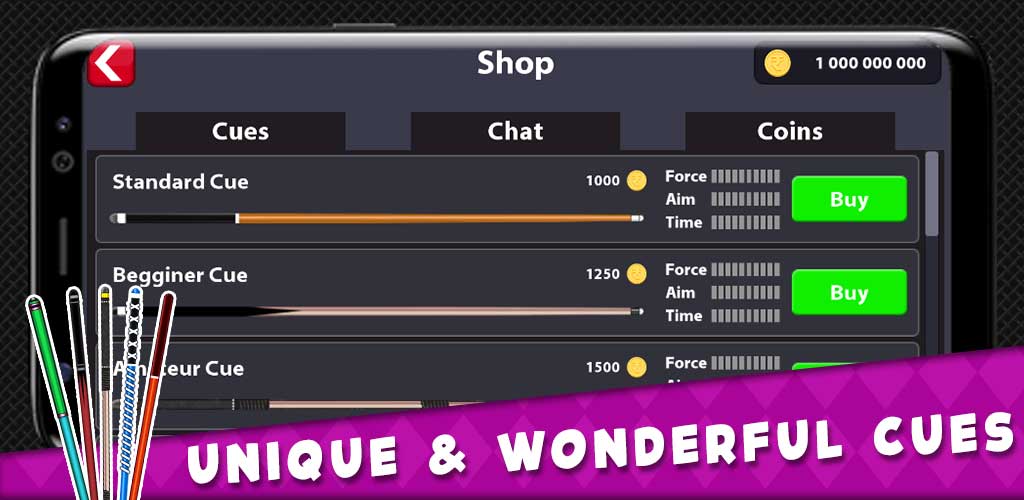 Shop
1 000 000 000
Cues
Chat
Coins
Standard Cue
1000
Force
Aim
Time
Buy
Begginer Cue
1250
Force
Aim
Time
Buy
1500
Force
UNIQUE & WONDERFUL CUES